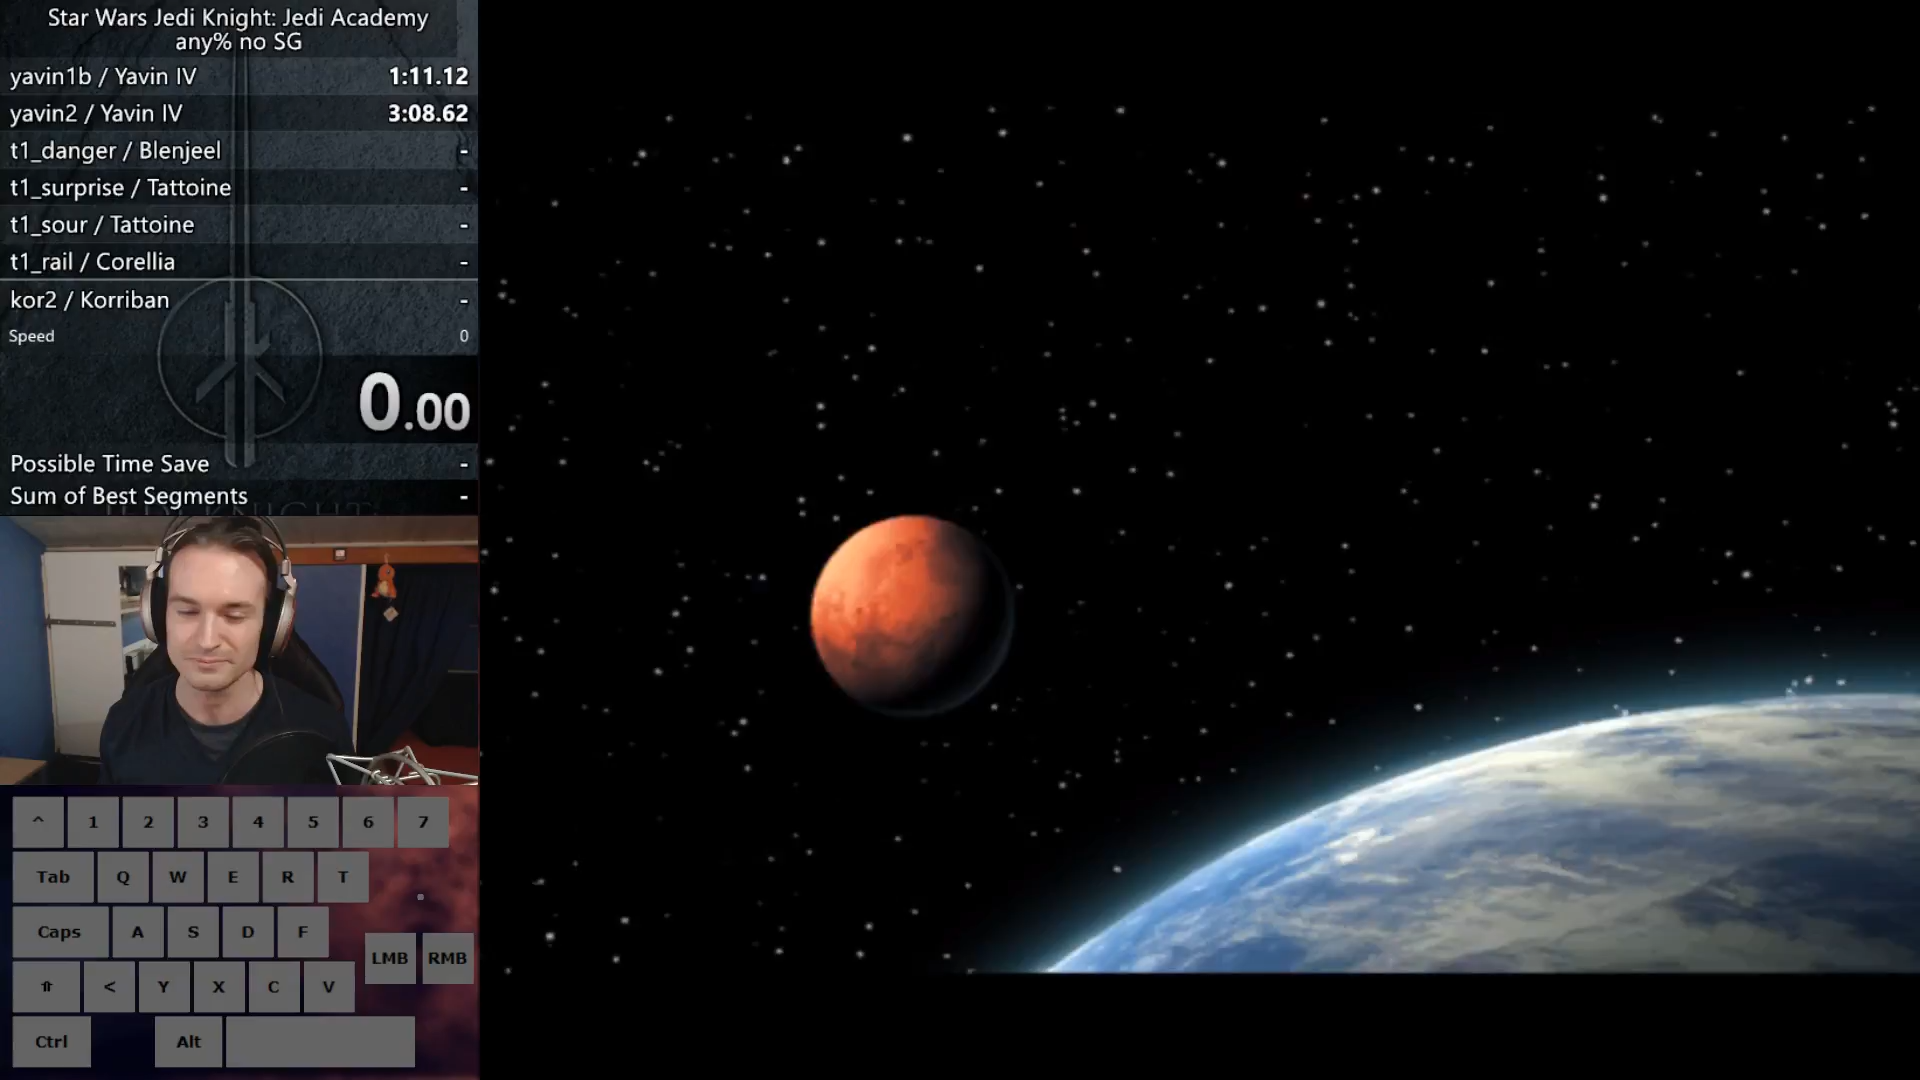 Star Wars Jedi Knight: Jedi Academy
any% no SG
yavin1b / Yavin IV 1:11.12
yavin2 / Yavin IV 3:08.62
t1_danger / Blenjeel -
t1_surprise / Tattoine -
t1_sour / Tattoine -
t1_rail / Corellia -
kor2 / Korriban -
Speed 0
0.00
Possible Time Save -
Sum of Best Segments -
^ 1 2 3 4 5 6 7
Tab Q W E R T
Caps A S D F
LMB RMB
⇧ < Y X C V
Ctrl Alt